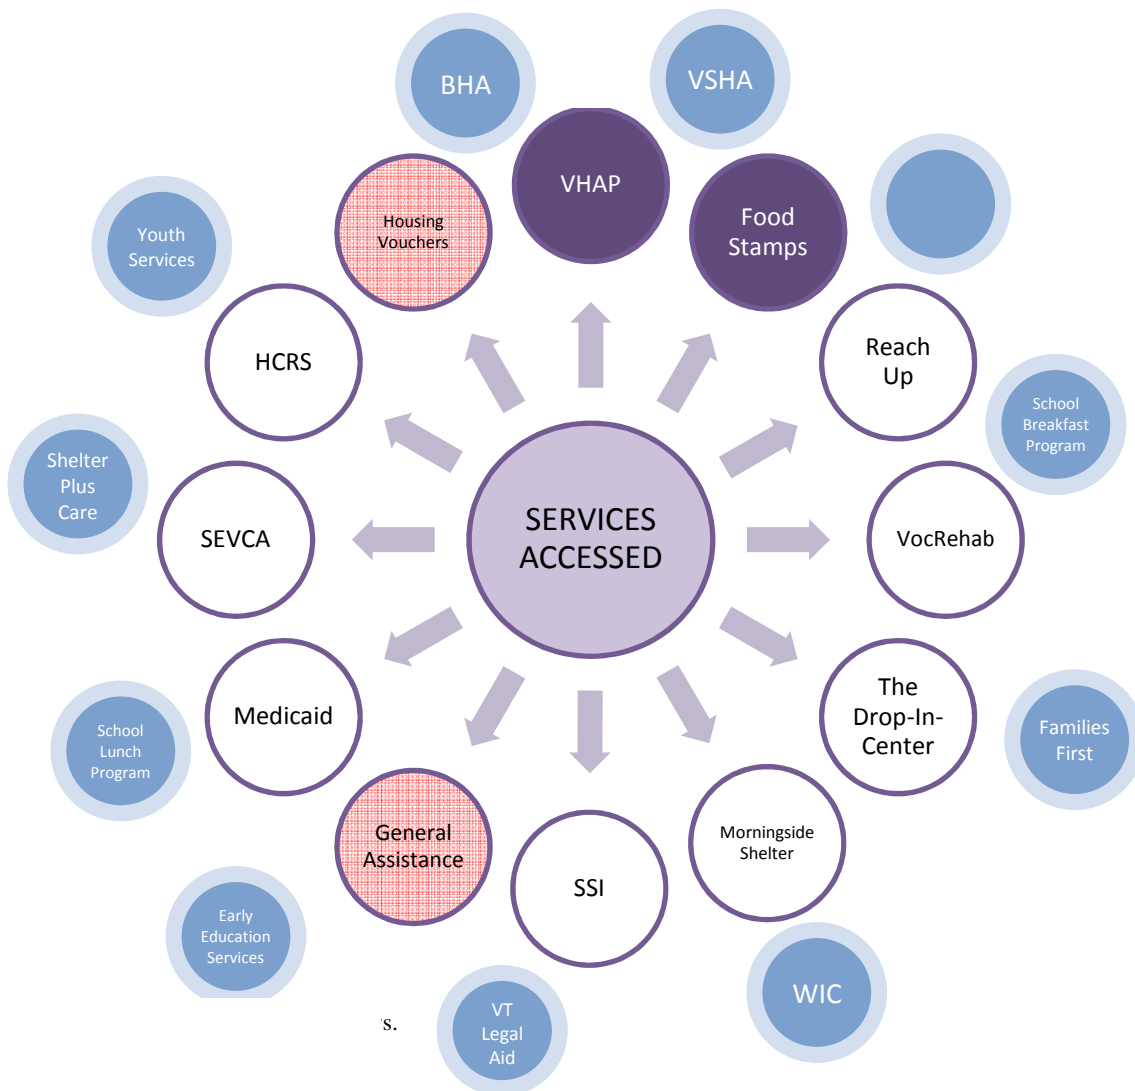 BHA
VSHA
VHAP
Food
Stamps
Housing
Vouchers
Youth
Services
HCRS
Reach
Up
School
Breakfast
Program
Shelter
Plus
Care
SEVCA
SERVICES
ACCESSED
VocRehab
Medicaid
The
Drop-In-
Center
School
Lunch
Program
Families
First
General
Assistance
SSI
Morningside
Shelter
Early
Education
Services
WIC
VT
Legal
Aid